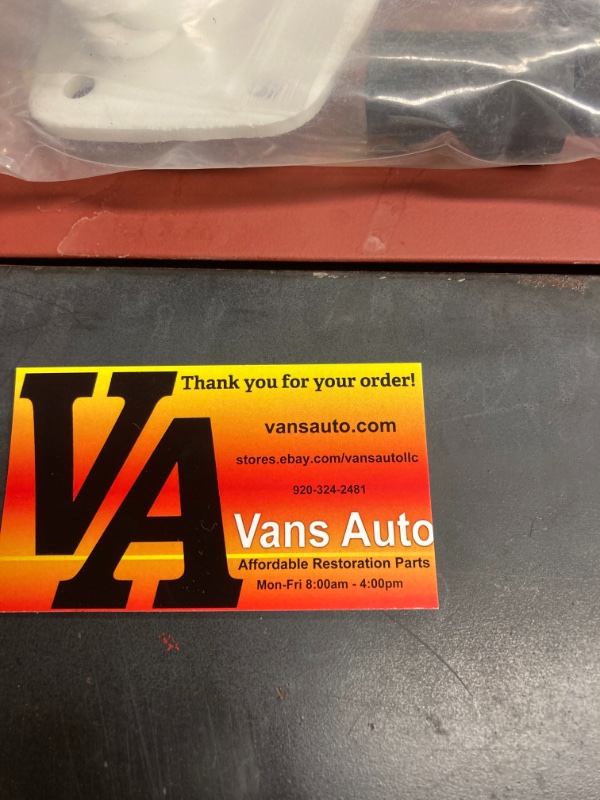 VA
Thank you for your order!
vansauto.com
stores.ebay.com/vansautollc
920-324-2481
Vans Auto
Affordable Restoration Parts
Mon-Fri 8:00am - 4:00pm